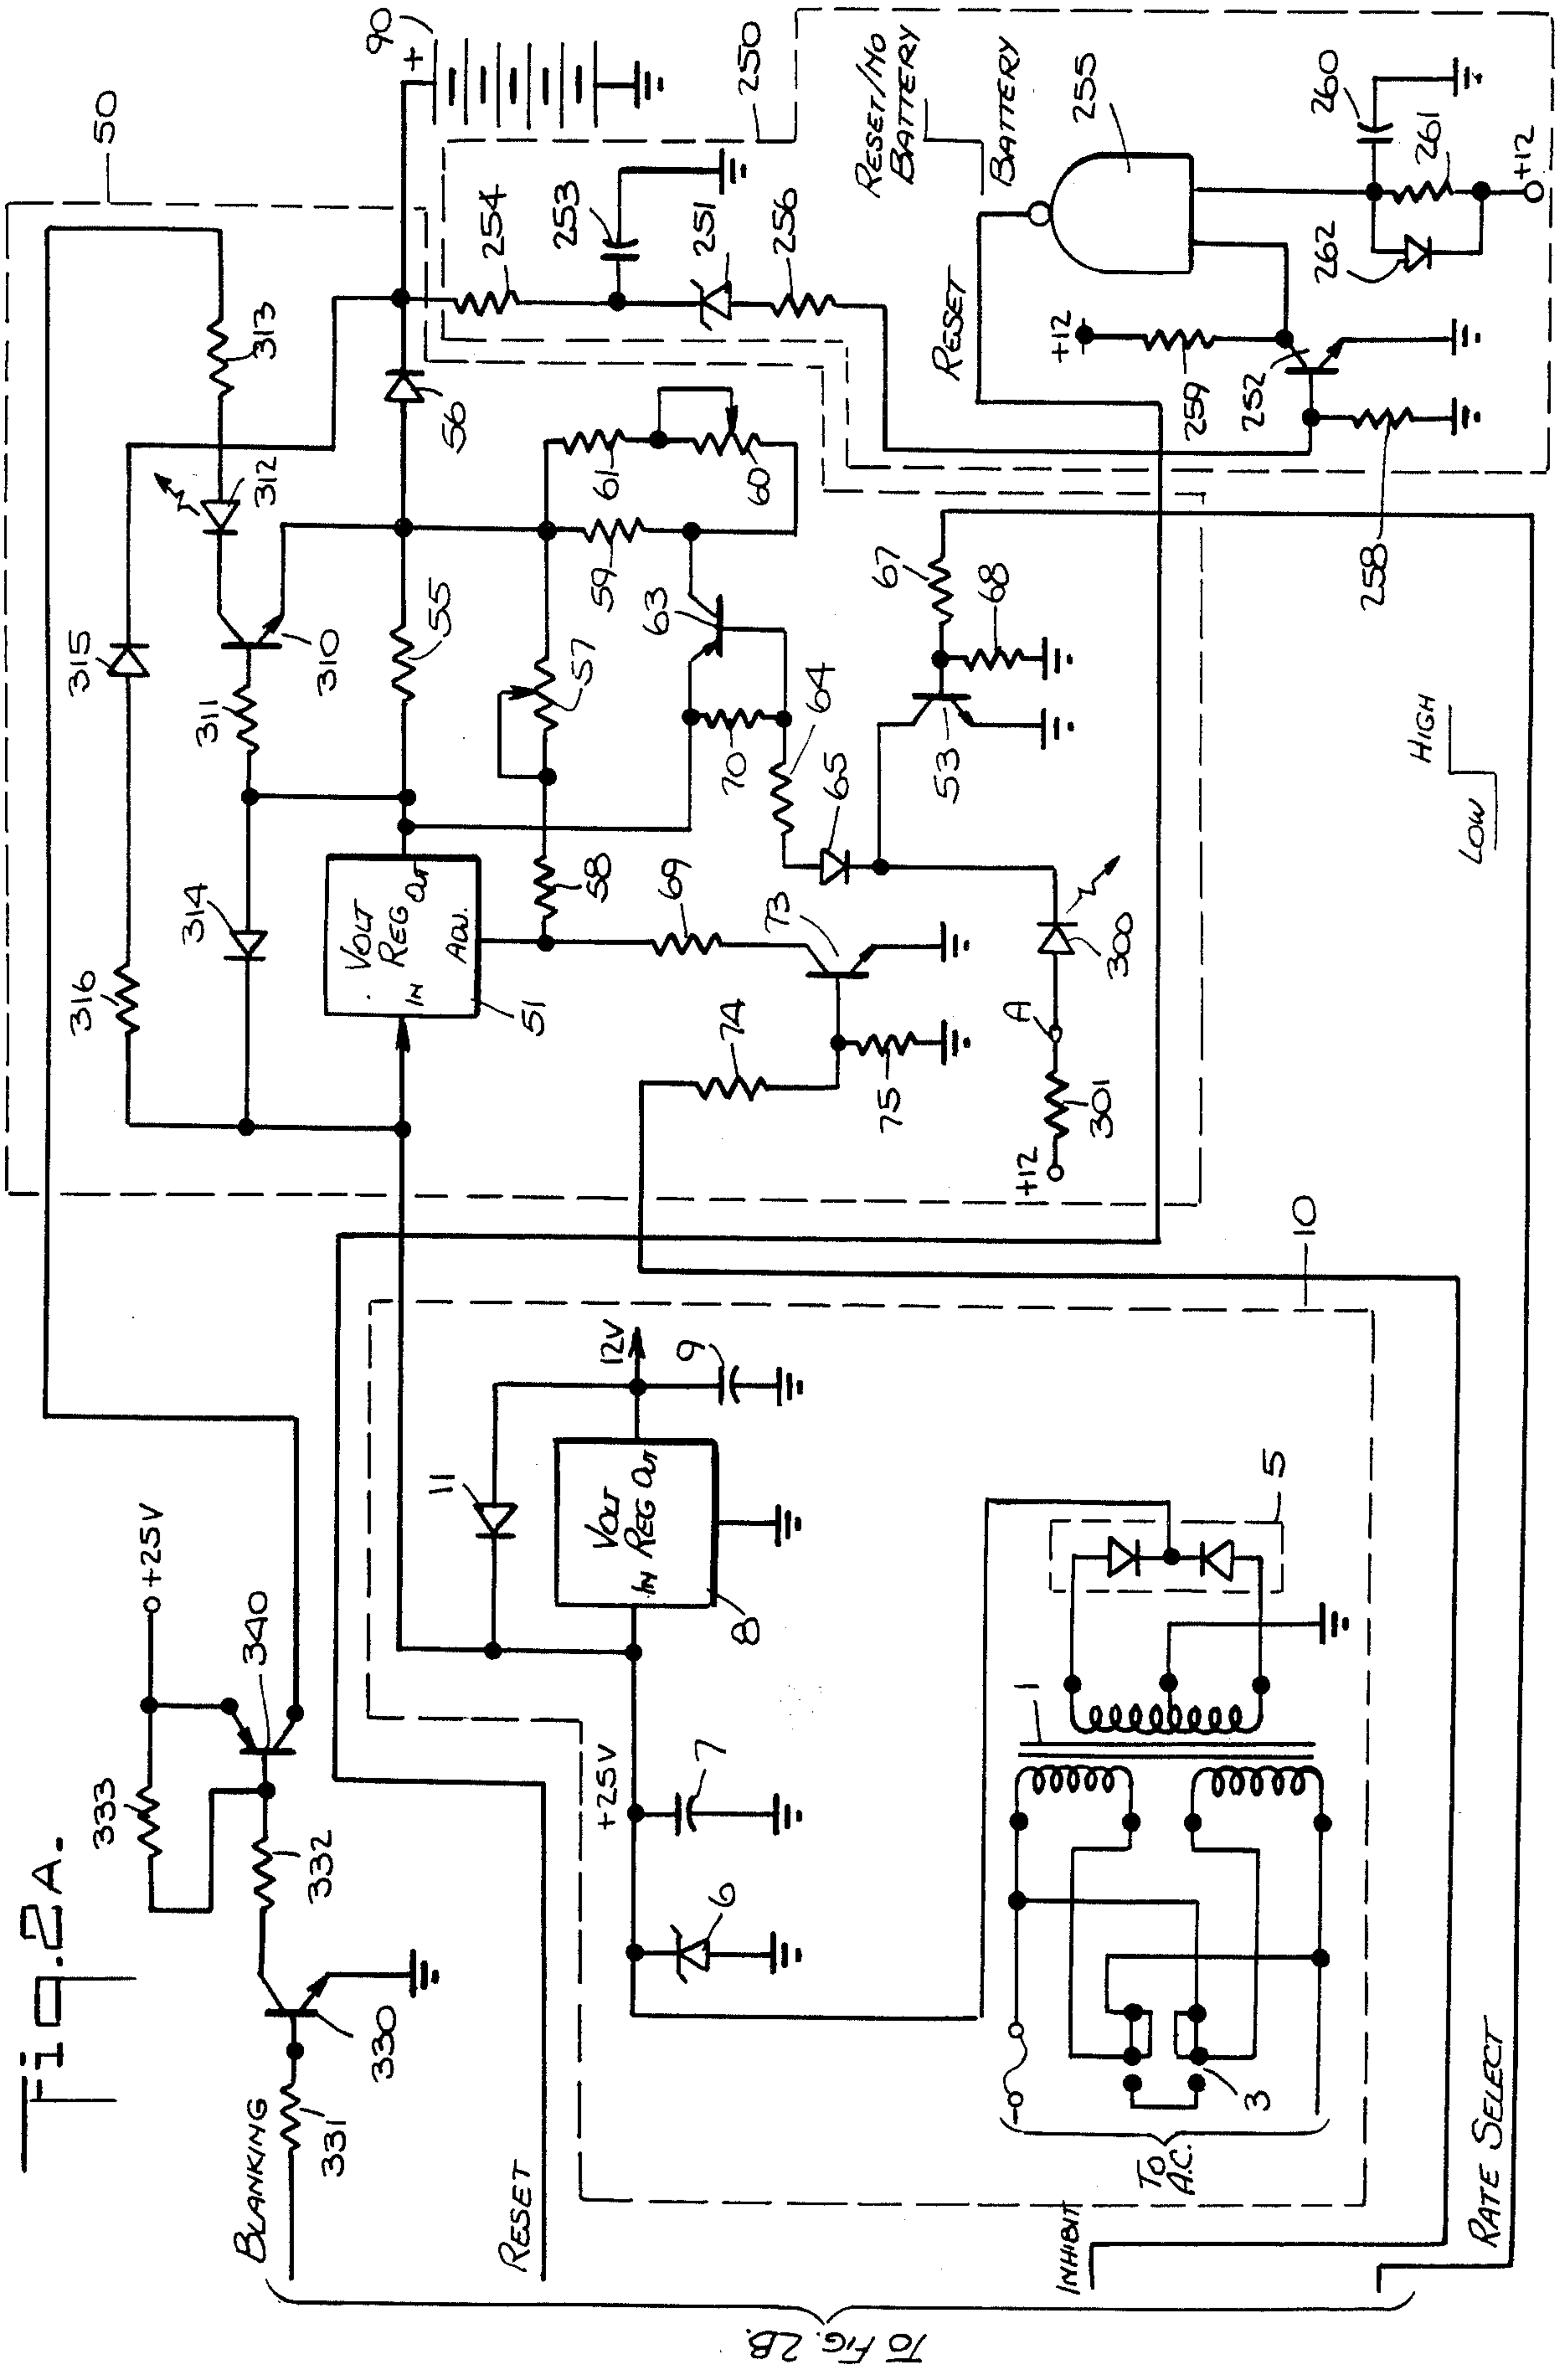 Fig. 2A.
BLANKING
331
330
332
333
+25V
340
RESET
50
313
312
310
311
314
315
316
VOLT
REG
IN
OUT
ADJ.
51
55
56
57
58
59
60
61
63
64
65
67
68
69
70
53
73
74
75
A
300
301
+12
90
+
250
254
253
251
256
RESET/NO
BATTERY
BATTERY
RESET
255
260
261
262
+12
+12
259
252
258
HIGH
LOW
10
12V
9
11
VOLT
REG
IN
OUT
8
+25V
7
6
5
1
3
TO
A.C.
INHIBIT
RATE SELECT
TO FIG. 2B.